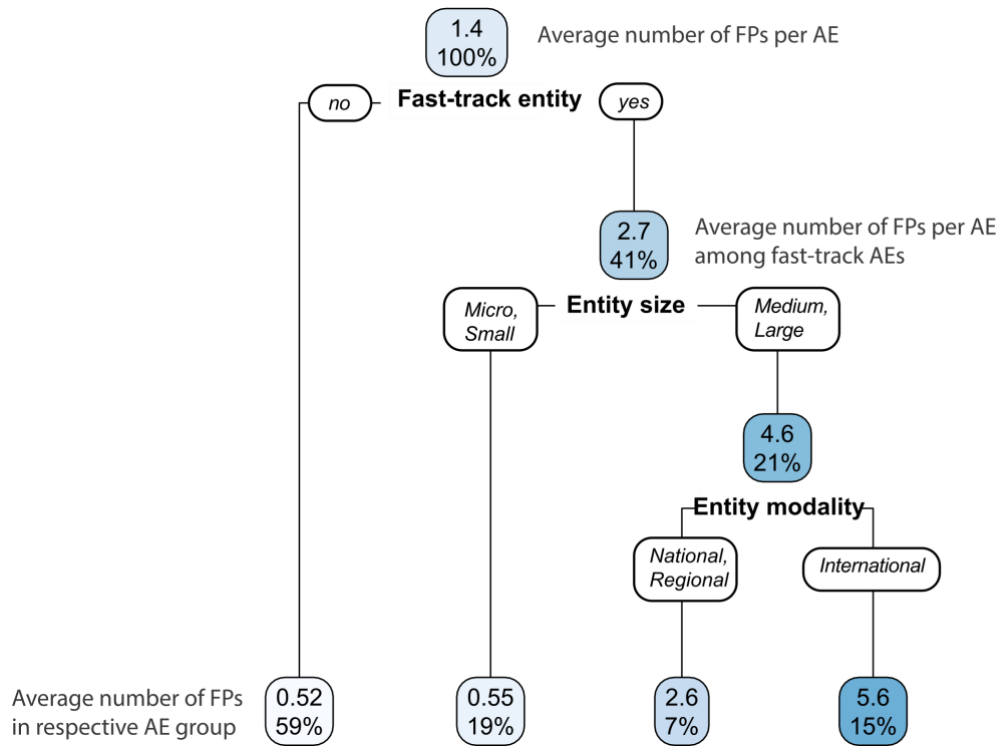 1.4
100%
Average number of FPs per AE
no
Fast-track entity
yes
2.7
41%
Average number of FPs per AE
among fast-track AEs
Micro,
Small
Entity size
Medium,
Large
4.6
21%
Entity modality
National,
Regional
International
Average number of FPs
in respective AE group
0.52
59%
0.55
19%
2.6
7%
5.6
15%